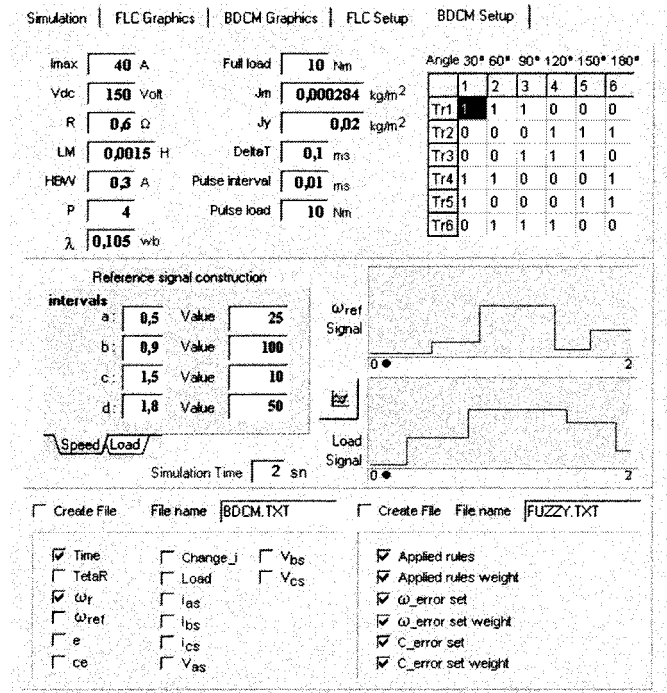 Simulation FLC Graphics BDCM Graphics FLC Setup BDCM Setup
Imax 40 A Full load 10 Nm
Vdc 150 Volt Jm 0,000284 kg/m²
R 0,6 Ω Jy 0,02 kg/m²
LM 0,0015 H DeltaT 0,1 ms
HBW 0,3 A Pulse interval 0,01 ms
P 4 Pulse load 10 Nm
λ 0,105 wb
Angle 30° 60° 90° 120° 150° 180°
1 2 3 4 5 6
Tr1 1 1 1 0 0 0
Tr2 0 0 0 1 1 1
Tr3 0 0 1 1 1 0
Tr4 1 1 0 0 0 1
Tr5 1 0 0 0 1 1
Tr6 0 1 1 1 0 0
Reference signal construction
intervals
a: 0,5 Value 25
b: 0,9 Value 100
c: 1,5 Value 10
d: 1,8 Value 50
Speed Load
Simulation Time 2 sn
ωref
Signal
0 2
Load
Signal
0 2
Create File File name BDCM.TXT
Time Change_i Vbs
TetaR Load Vcs
ωr ias
ωref ibs
e ics
ce Vas
Create File File name FUZZY.TXT
Applied rules
Applied rules weight
ω_error set
ω_error set weight
C_error set
C_error set weight